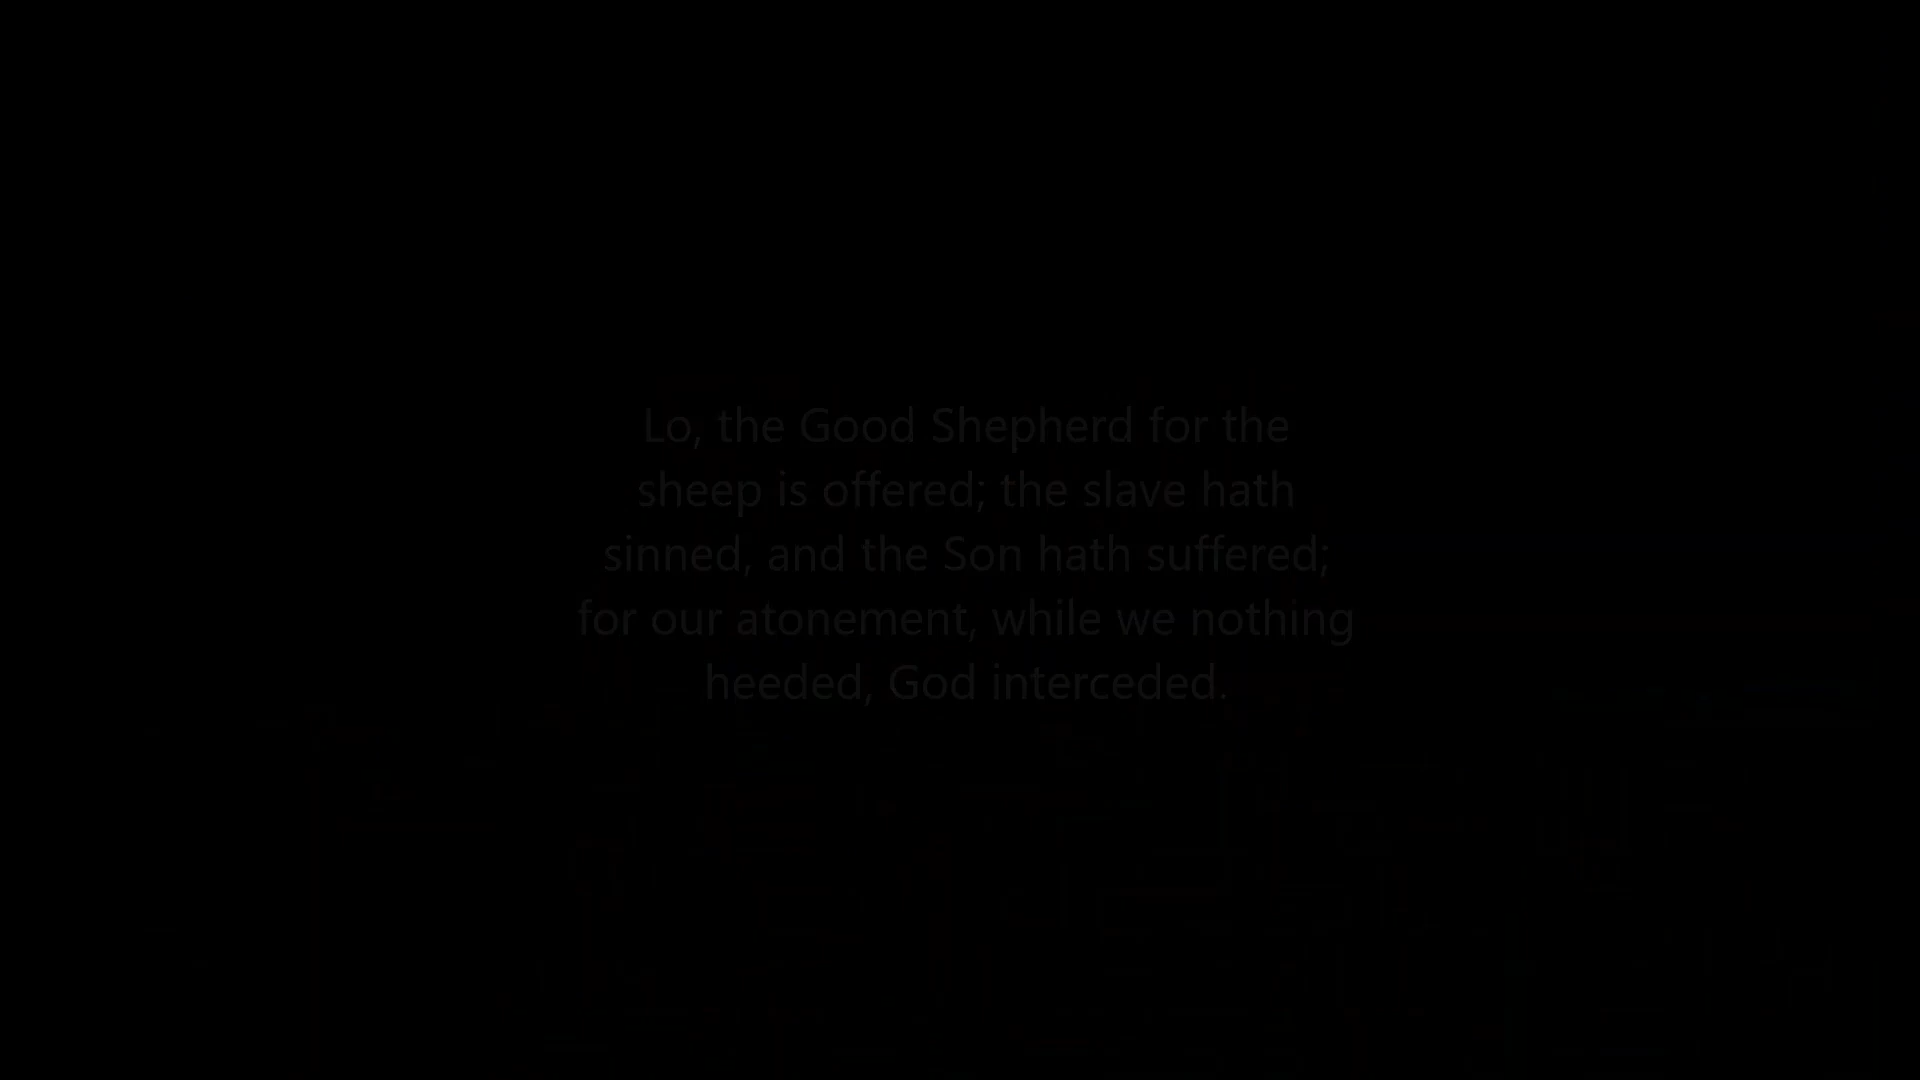 Lo, the Good Shepherd for the
sheep is offered; the slave hath
sinned, and the Son hath suffered;
for our atonement, while we nothing
heeded, God interceded.